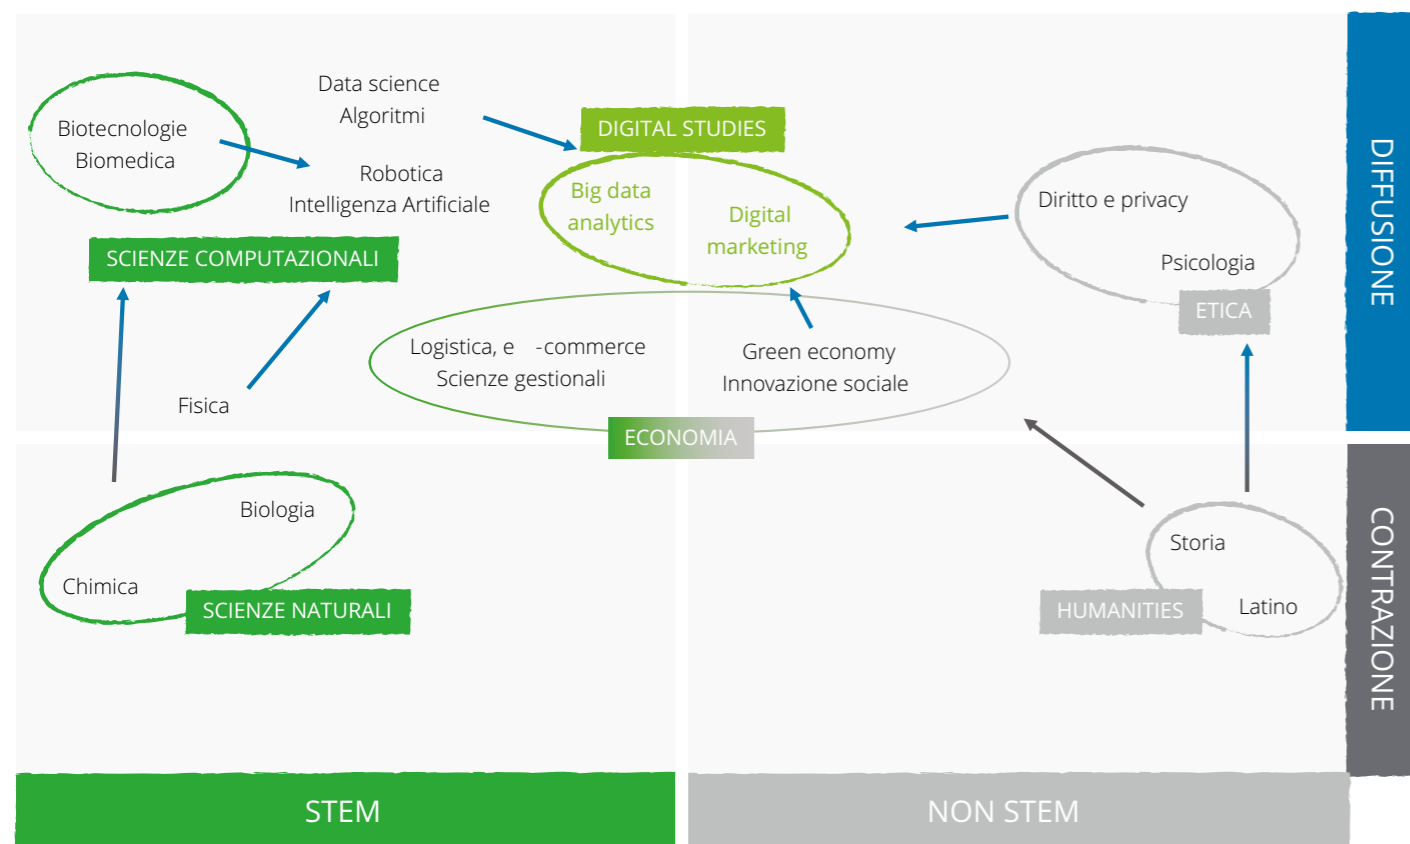 Data science
Algoritmi
Biotecnologie
Biomedica
Robotica
Intelligenza Artificiale
SCIENZE COMPUTAZIONALI
DIGITAL STUDIES
Big data
analytics
Digital
marketing
Diritto e privacy
Psicologia
ETICA
DIFFUSIONE
Fisica
Logistica, e -commerce
Scienze gestionali
Green economy
Innovazione sociale
ECONOMIA
Biologia
Chimica
SCIENZE NATURALI
Storia
Latino
HUMANITIES
CONTRAZIONE
STEM
NON STEM